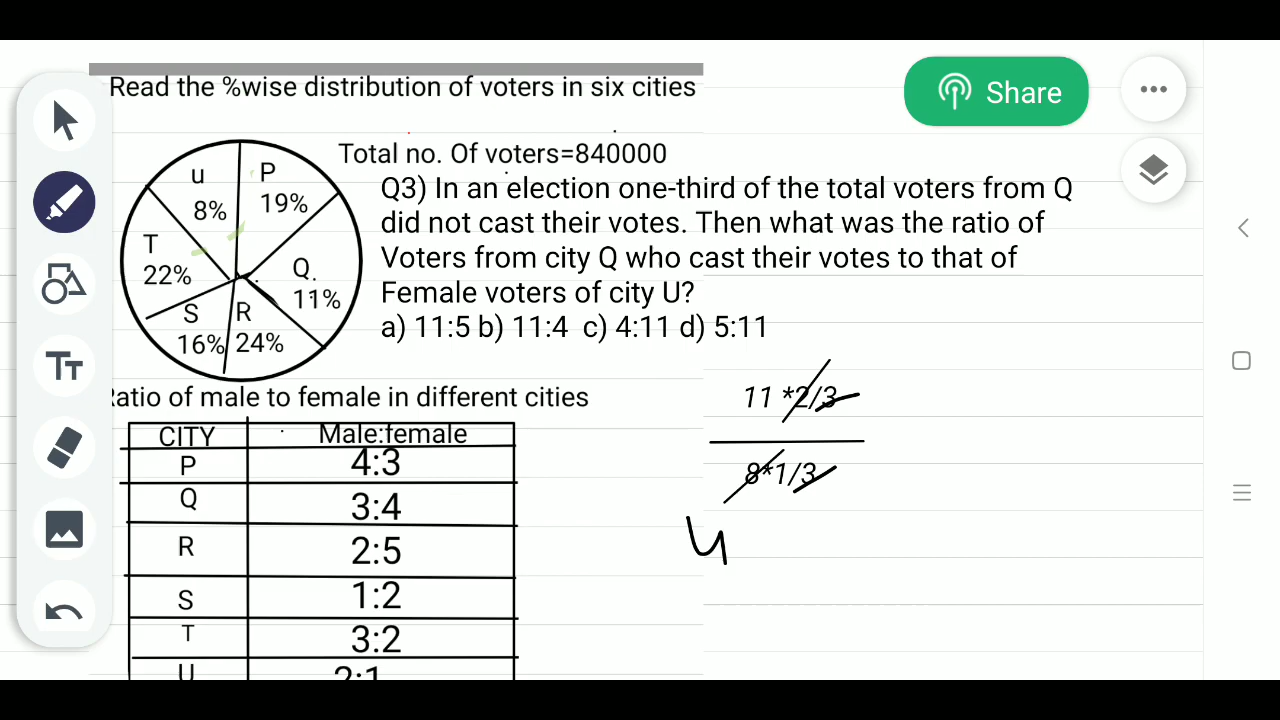 Read the %wise distribution of voters in six cities
Share
Total no. Of voters=840000
u
8%
P
19%
T
22%
Q.
11%
S
16%
R
24%
Q3) In an election one-third of the total voters from Q
did not cast their votes. Then what was the ratio of
Voters from city Q who cast their votes to that of
Female voters of city U?
a) 11:5 b) 11:4 c) 4:11 d) 5:11
atio of male to female in different cities
CITY Male:female
P 4:3
Q 3:4
R 2:5
S 1:2
T 3:2
U 2:1
11 *2/3
8*1/3
4
TT